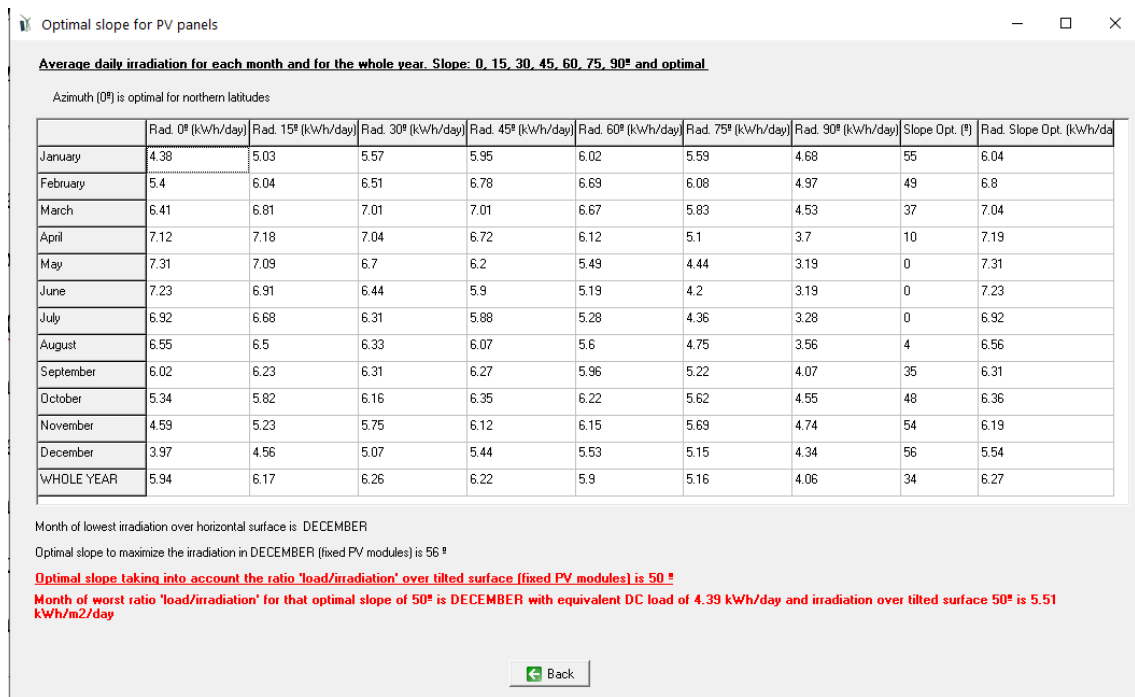 Optimal slope for PV panels
Average daily irradiation for each month and for the whole year. Slope: 0, 15, 30, 45, 60, 75, 90º and optimal
Azimuth (0º) is optimal for northern latitudes
Rad. 0º (kWh/day) Rad. 15º (kWh/day) Rad. 30º (kWh/day) Rad. 45º (kWh/day) Rad. 60º (kWh/day) Rad. 75º (kWh/day) Rad. 90º (kWh/day) Slope Opt. (º) Rad. Slope Opt. (kWh/da
January 4.38 5.03 5.57 5.95 6.02 5.59 4.68 55 6.04
February 5.4 6.04 6.51 6.78 6.69 6.08 4.97 49 6.8
March 6.41 6.81 7.01 7.01 6.67 5.83 4.53 37 7.04
April 7.12 7.18 7.04 6.72 6.12 5.1 3.7 10 7.19
May 7.31 7.09 6.7 6.2 5.49 4.44 3.19 0 7.31
June 7.23 6.91 6.44 5.9 5.19 4.2 3.19 0 7.23
July 6.92 6.68 6.31 5.88 5.28 4.36 3.28 0 6.92
August 6.55 6.5 6.33 6.07 5.6 4.75 3.56 4 6.56
September 6.02 6.23 6.31 6.27 5.96 5.22 4.07 35 6.31
October 5.34 5.82 6.16 6.35 6.22 5.62 4.55 48 6.36
November 4.59 5.23 5.75 6.12 6.15 5.69 4.74 54 6.19
December 3.97 4.56 5.07 5.44 5.53 5.15 4.34 56 5.54
WHOLE YEAR 5.94 6.17 6.26 6.22 5.9 5.16 4.06 34 6.27
Month of lowest irradiation over horizontal surface is DECEMBER
Optimal slope to maximize the irradiation in DECEMBER (fixed PV modules) is 56 º
Optimal slope taking into account the ratio 'load/irradiation' over tilted surface (fixed PV modules) is 50 º
Month of worst ratio 'load/irradiation' for that optimal slope of 50º is DECEMBER with equivalent DC load of 4.39 kWh/day and irradiation over tilted surface 50º is 5.51
kWh/m2/day
Back